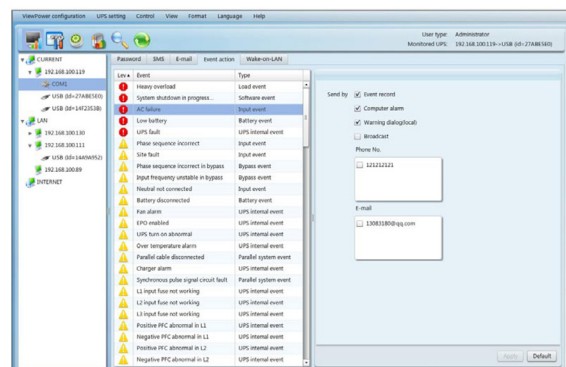 ViewPower configuration UPS setting Control View Format Language Help
User type: Administrator
Monitored UPS: 192.168.100.119->USB (id=27ABE5E0)
CURRENT
192.168.100.119
COM1
USB (id=27ABE5E0)
USB (id=14F2353B)
LAN
192.168.100.130
192.168.100.111
USB (id=14A9A952)
192.168.100.89
INTERNET
Password SMS E-mail Event action Wake-on-LAN
Lev Event Type
Heavy overload Load event
System shutdown in progress... Software event
AC failure Input event
Low battery Battery event
UPS fault UPS internal event
Phase sequence incorrect Input event
Site fault Input event
Phase sequence incorrect in bypass Bypass event
Input frequency unstable in bypass Bypass event
Neutral not connected Input event
Battery disconnected Battery event
Fan alarm UPS internal event
EPO enabled UPS internal event
UPS turn on abnormal UPS internal event
Over temperature alarm UPS internal event
Parallel cable disconnected Parallel system event
Charger alarm UPS internal event
Synchronous pulse signal circuit fault Parallel system event
L1 input fuse not working UPS internal event
L2 input fuse not working UPS internal event
L3 input fuse not working UPS internal event
Positive PFC abnormal in L1 UPS internal event
Negative PFC abnormal in L1 UPS internal event
Positive PFC abnormal in L2 UPS internal event
Negative PFC abnormal in L2 UPS internal event
Send by Event record
Computer alarm
Warning dialog(local)
Broadcast
Phone No.
121212121
E-mail
13083180@qq.com
Apply Default